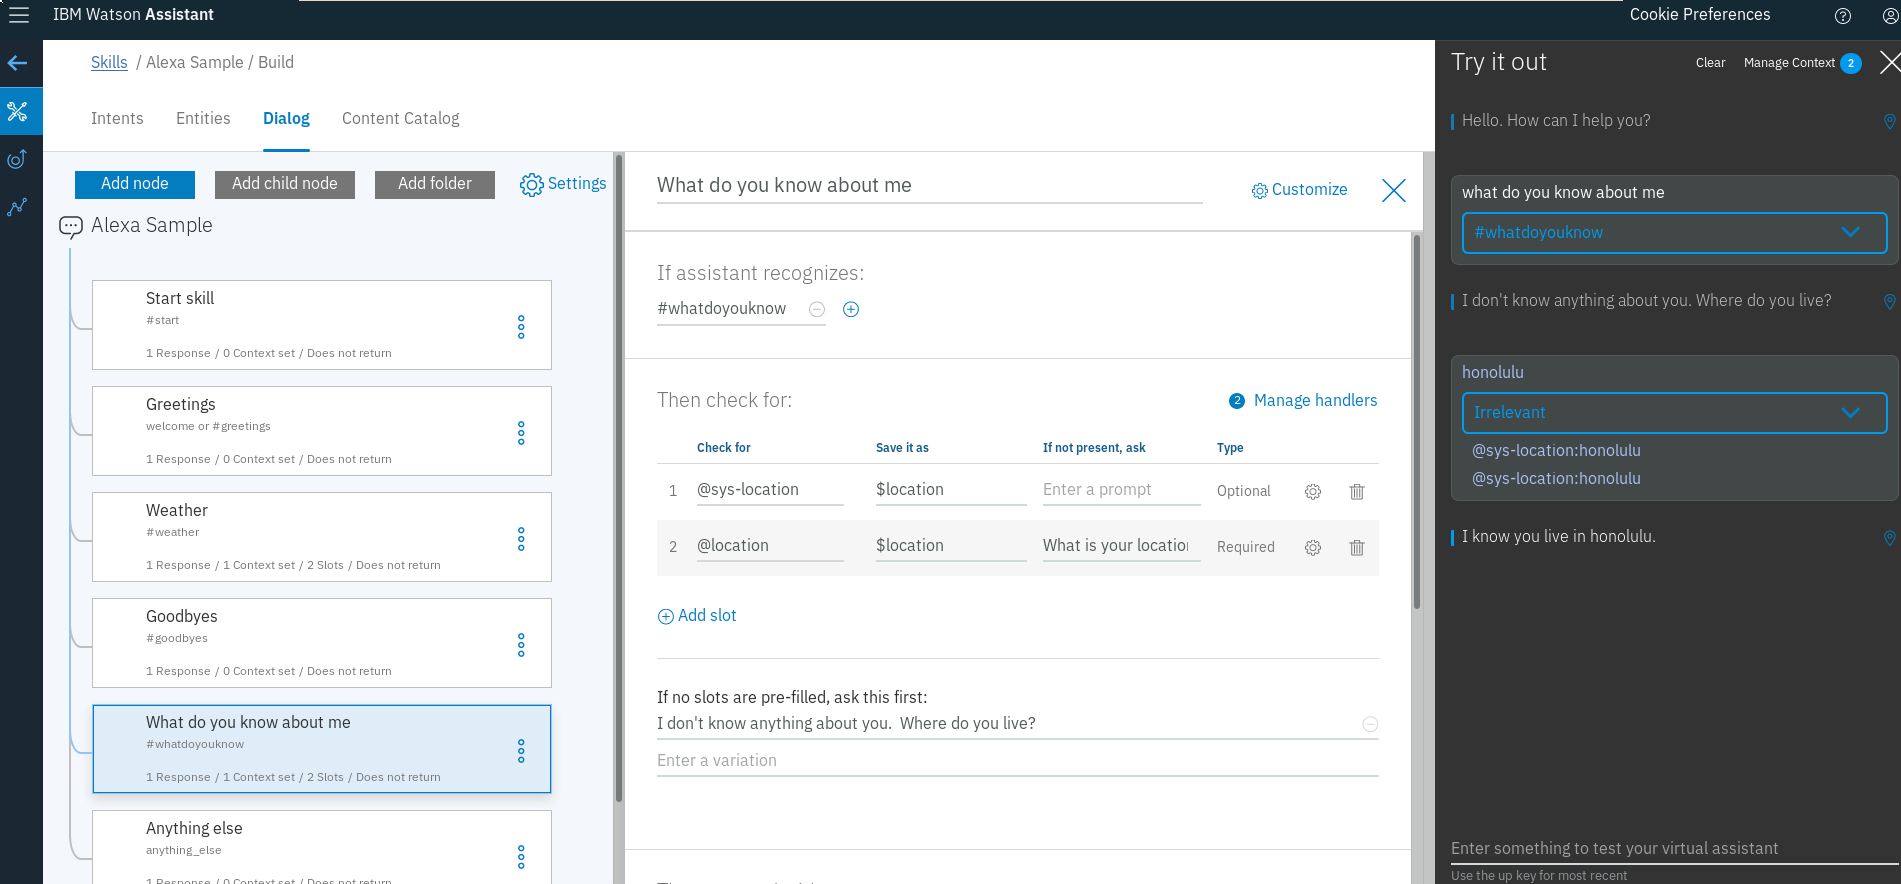 IBM Watson Assistant
Cookie Preferences
Skills / Alexa Sample / Build
Intents Entities Dialog Content Catalog
Add node Add child node Add folder Settings
Alexa Sample
Start skill
#start
1 Response / 0 Context set / Does not return
Greetings
welcome or #greetings
1 Response / 0 Context set / Does not return
Weather
#weather
1 Response / 1 Context set / 2 Slots / Does not return
Goodbyes
#goodbyes
1 Response / 0 Context set / Does not return
What do you know about me
#whatdoyouknow
1 Response / 1 Context set / 2 Slots / Does not return
Anything else
anything_else
1 Response / 0 Context set / Does not return
What do you know about me
Customize
If assistant recognizes:
#whatdoyouknow
Then check for:
2 Manage handlers
Check for Save it as If not present, ask Type
1 @sys-location $location Enter a prompt Optional
2 @location $location What is your location Required
Add slot
If no slots are pre-filled, ask this first:
I don't know anything about you. Where do you live?
Enter a variation
Try it out Clear Manage Context 2
Hello. How can I help you?
what do you know about me
#whatdoyouknow
I don't know anything about you. Where do you live?
honolulu
Irrelevant
@sys-location:honolulu
@sys-location:honolulu
I know you live in honolulu.
Enter something to test your virtual assistant
Use the up key for most recent